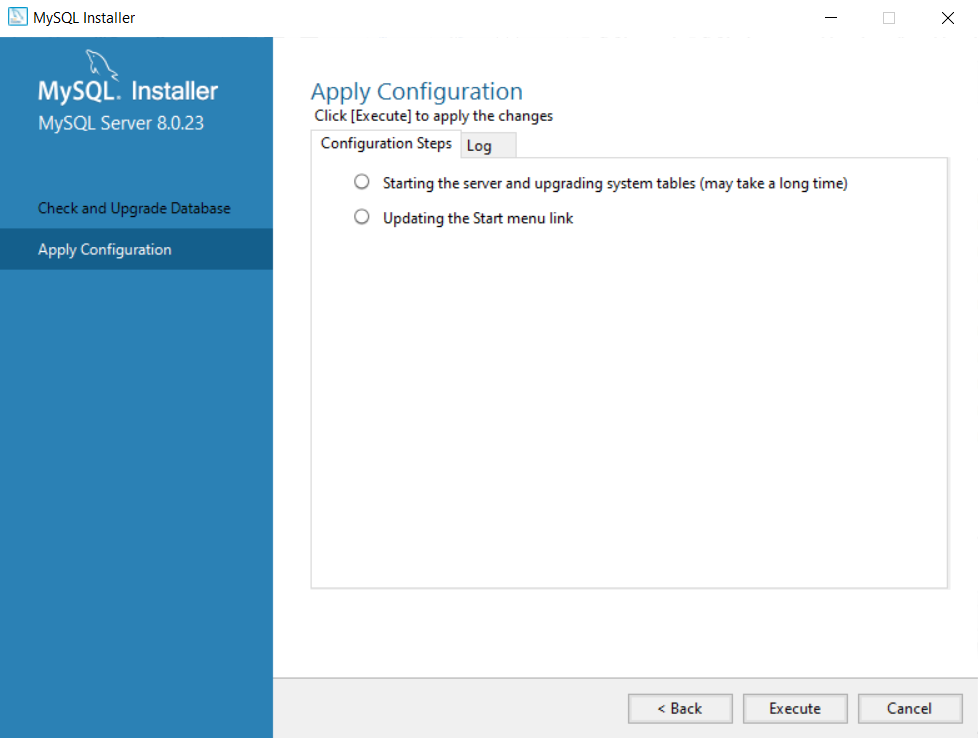 MySQL Installer
MySQL. Installer
MySQL Server 8.0.23
Check and Upgrade Database
Apply Configuration
Apply Configuration
Click [Execute] to apply the changes
Configuration Steps
Log
Starting the server and upgrading system tables (may take a long time)
Updating the Start menu link
< Back
Execute
Cancel